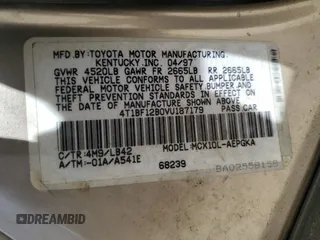 MFD. BY: TOYOTA MOTOR MANUFACTURING,
KENTUCKY, INC. 04/97
GVWR 4520LB GAWR FR 2665LB RR 2665LB
THIS VEHICLE CONFORMS TO ALL APPLICABLE
FEDERAL MOTOR VEHICLE SAFETY, BUMPER, AND
THEFT PREVENTION STANDARDS IN EFFECT ON
THE DATE OF MANUFACTURE SHOWN ABOVE.
4T1BF12B0VU187179 PASS.CAR
C/TR:4M9/LB42 MODEL:MCX10L-AEPGKA
A/TM:-01A/A541E
68239
DREAMBID